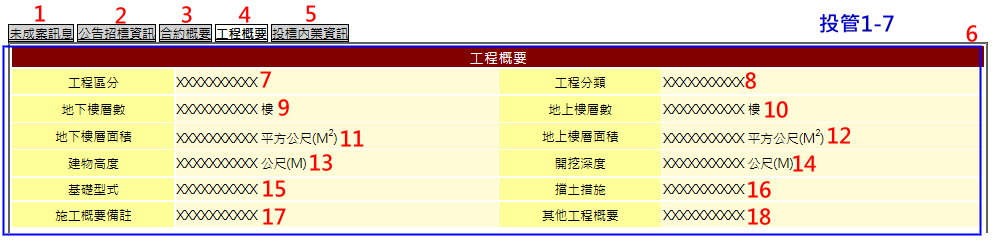 1 2 3 4 5
未成案訊息 公告招標資訊 合約概要 工程概要 投標內業資訊
投管1-7
6
工程概要
工程區分 XXXXXXXXXX 7 工程分類 XXXXXXXXXX 8
地下樓層數 XXXXXXXXXX 樓 9 地上樓層數 XXXXXXXXXX 樓 10
地下樓層面積 XXXXXXXXXX 平方公尺(M²) 11 地上樓層面積 XXXXXXXXXX 平方公尺(M²) 12
建物高度 XXXXXXXXXX 公尺(M) 13 開挖深度 XXXXXXXXXX 公尺(M) 14
基礎型式 XXXXXXXXXX 15 擋土措施 XXXXXXXXXX 16
施工概要備註 XXXXXXXXXX 17 其他工程概要 XXXXXXXXXX 18